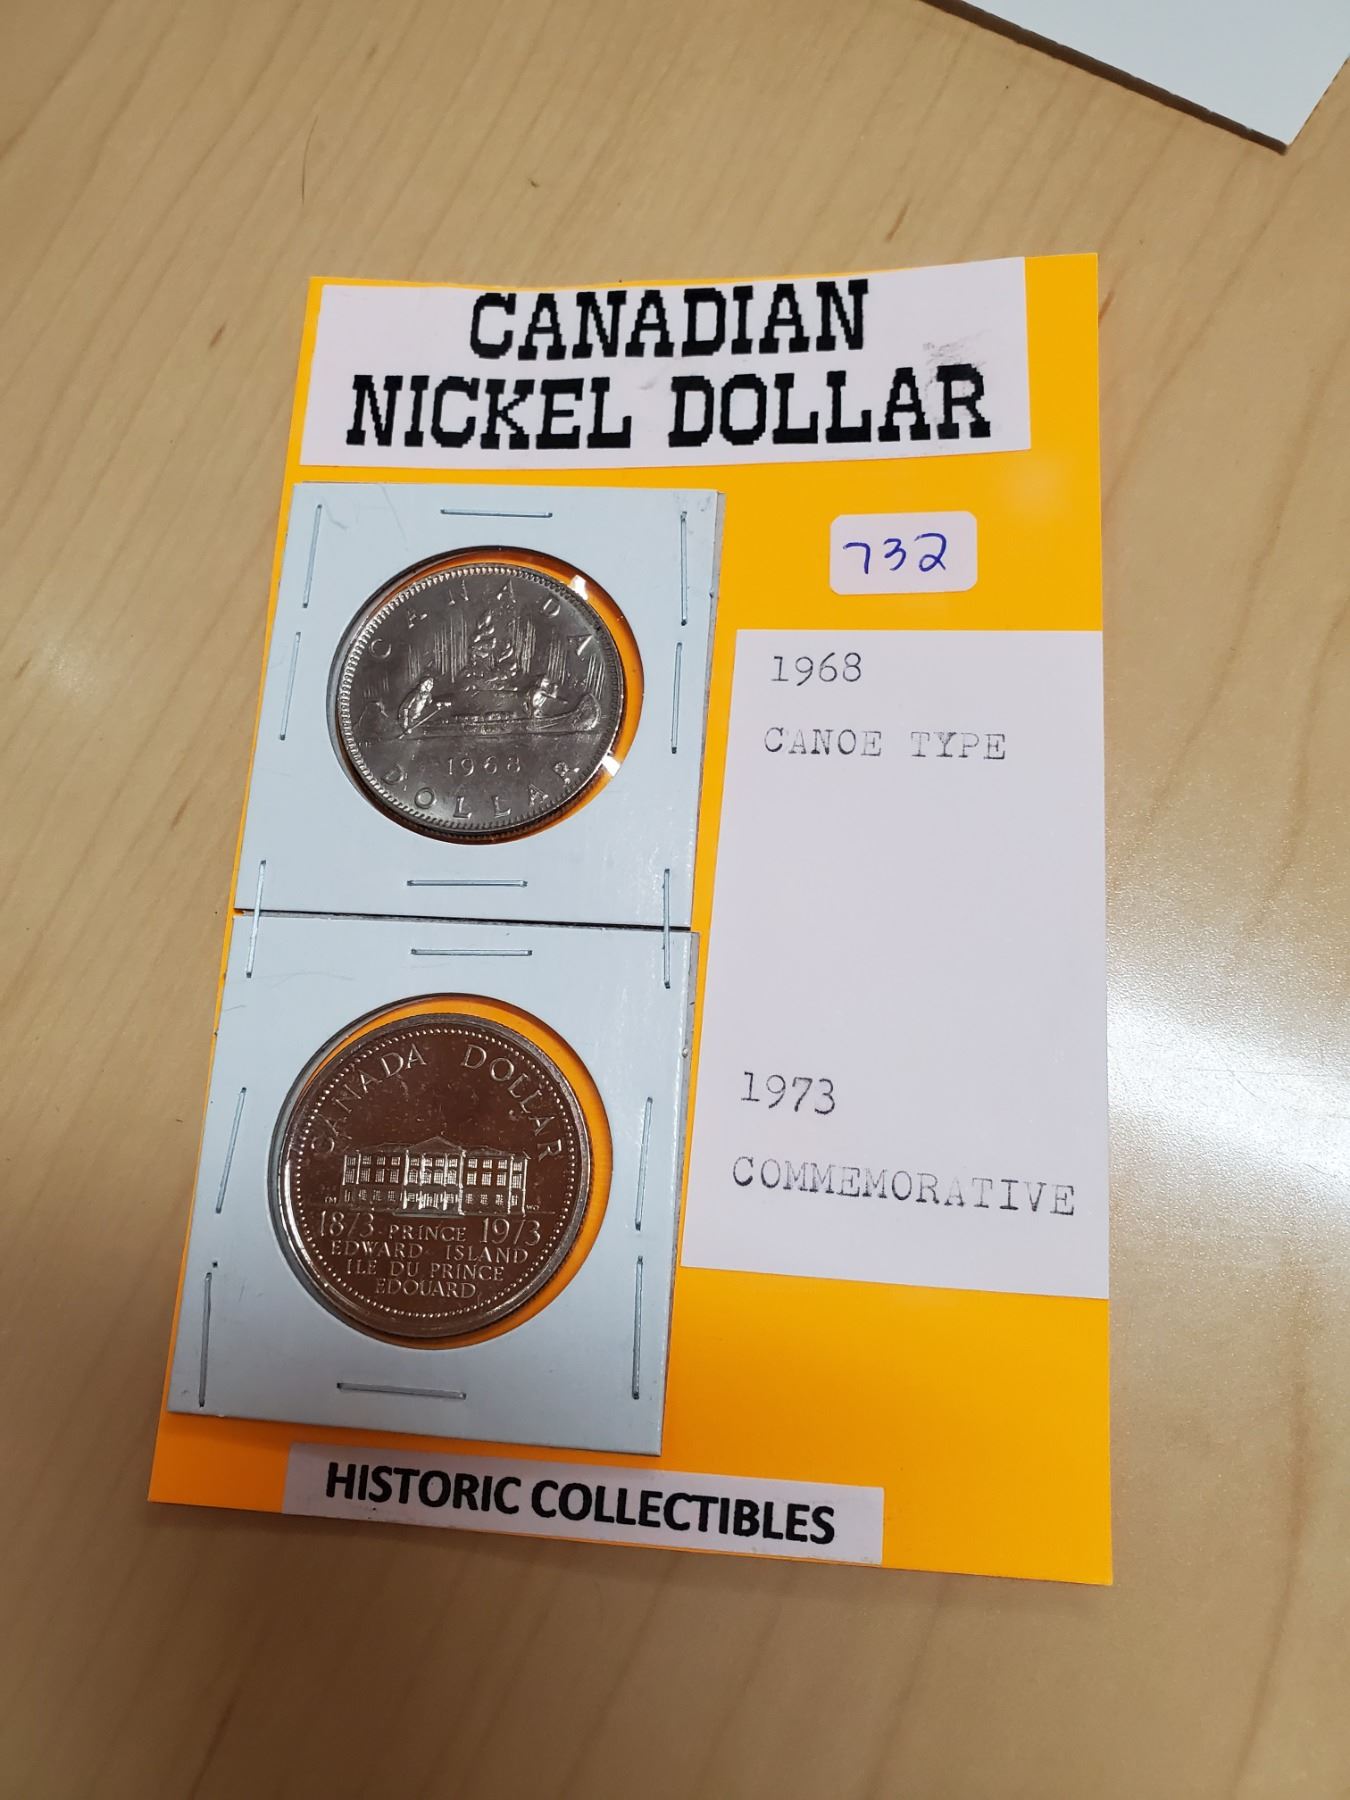 CANADIAN
NICKEL DOLLAR
732
CANADA
1968
DOLLAR
1968
CANOE TYPE
CANADA DOLLAR
1873 PRINCE 1973
EDWARD ISLAND
ILE DU PRINCE
EDOUARD
1973
COMMEMORATIVE
HISTORIC COLLECTIBLES